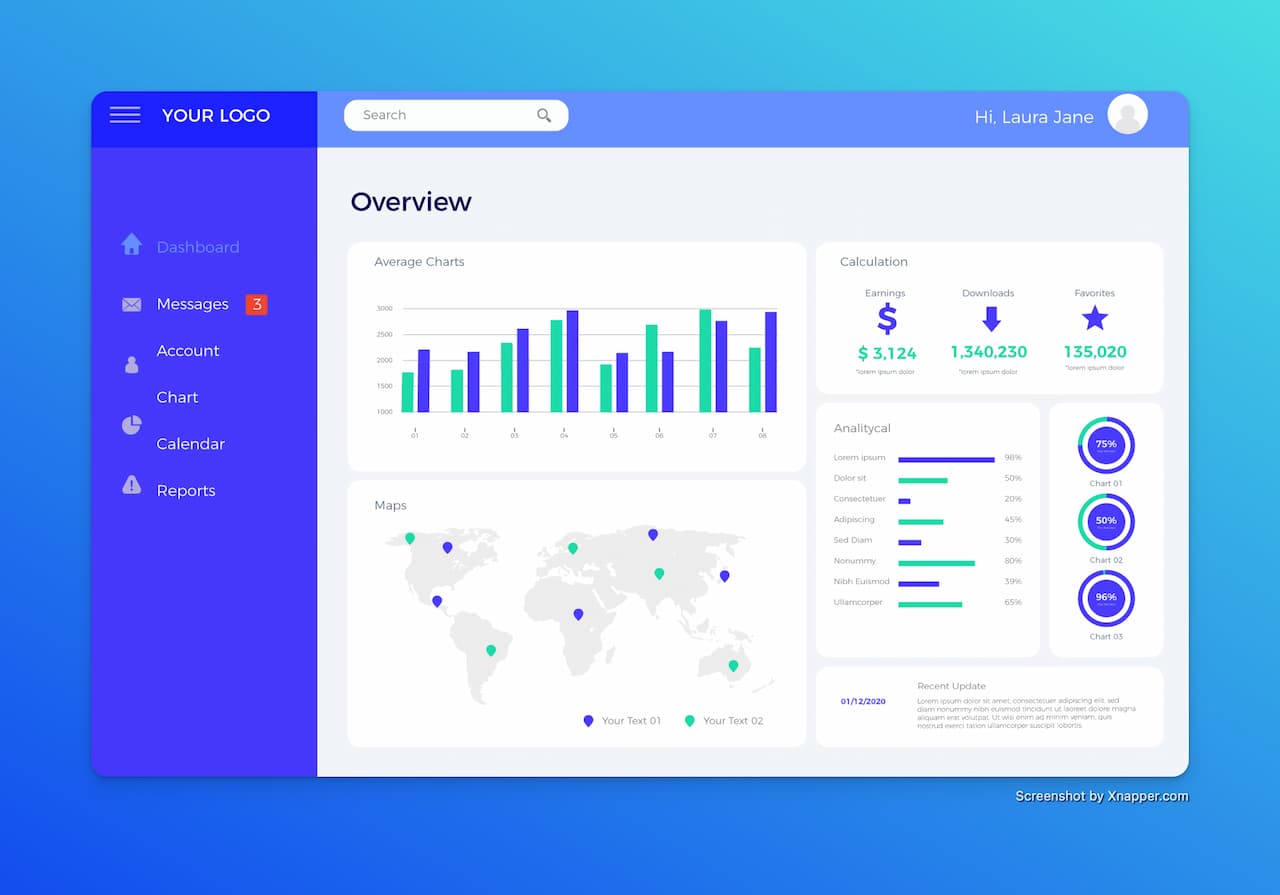 YOUR LOGO
Search
Hi, Laura Jane
Dashboard
Messages 3
Account
Chart
Calendar
Reports
Overview
Average Charts
3000
2500
2000
1500
1000
01 02 03 04 05 06 07 08
Maps
Your Text 01 Your Text 02
Calculation
Earnings Downloads Favorites
$
$ 3,124 1,340,230 135,020
*lorem ipsum dolor *lorem ipsum dolor *lorem ipsum dolor
Analitycal
Lorem ipsum 98%
Dolor sit 50%
Consectetuer 20%
Adipiscing 45%
Sed Diam 30%
Nonummy 80%
Nibh Euismod 39%
Ullamcorper 65%
75%
Chart 01
50%
Chart 02
96%
Chart 03
01/12/2020
Recent Update
Lorem ipsum dolor sit amet, consectetuer adipiscing elit, sed
diam nonummy nibh euismod tincidunt ut laoreet dolore magna
aliquam erat volutpat. Ut wisi enim ad minim veniam, quis
nostrud exerci tation ullamcorper suscipit lobortis
Screenshot by Xnapper.com